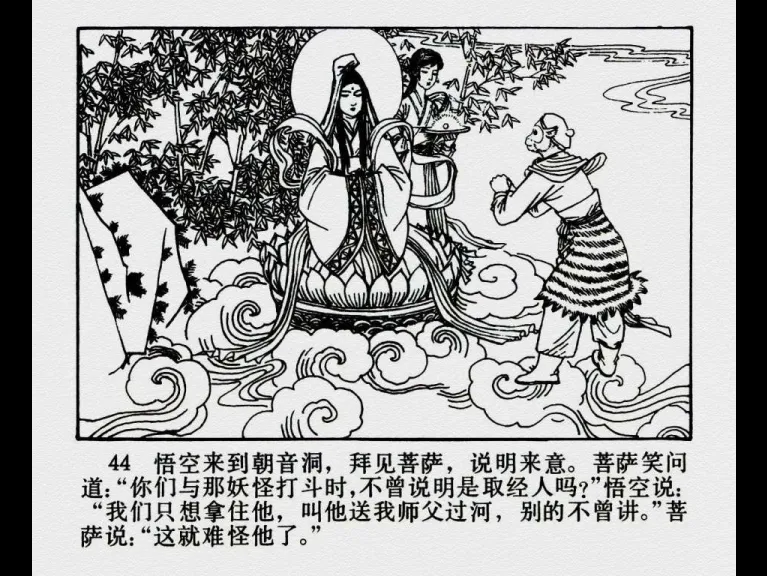 44 悟空来到朝音洞，拜见菩萨，说明来意。菩萨笑问
道：“你们与那妖怪打斗时，不曾说明是取经人吗？”悟空说：
“我们只想拿住他，叫他送我师父过河，别的不曾讲。”菩
萨说：“这就难怪他了。”